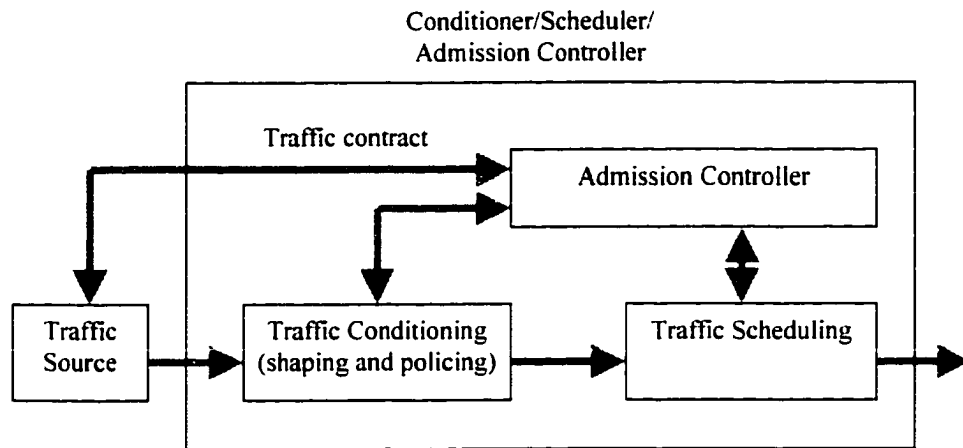 Conditioner/Scheduler/
Admission Controller
Traffic contract
Admission Controller
Traffic
Source
Traffic Conditioning
(shaping and policing)
Traffic Scheduling